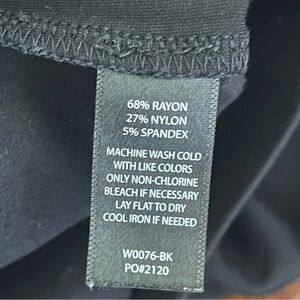 68% RAYON
27% NYLON
5% SPANDEX
MACHINE WASH COLD
WITH LIKE COLORS
ONLY NON-CHLORINE
BLEACH IF NECESSARY
LAY FLAT TO DRY
COOL IRON IF NEEDED
W0076-BK
PO#2120